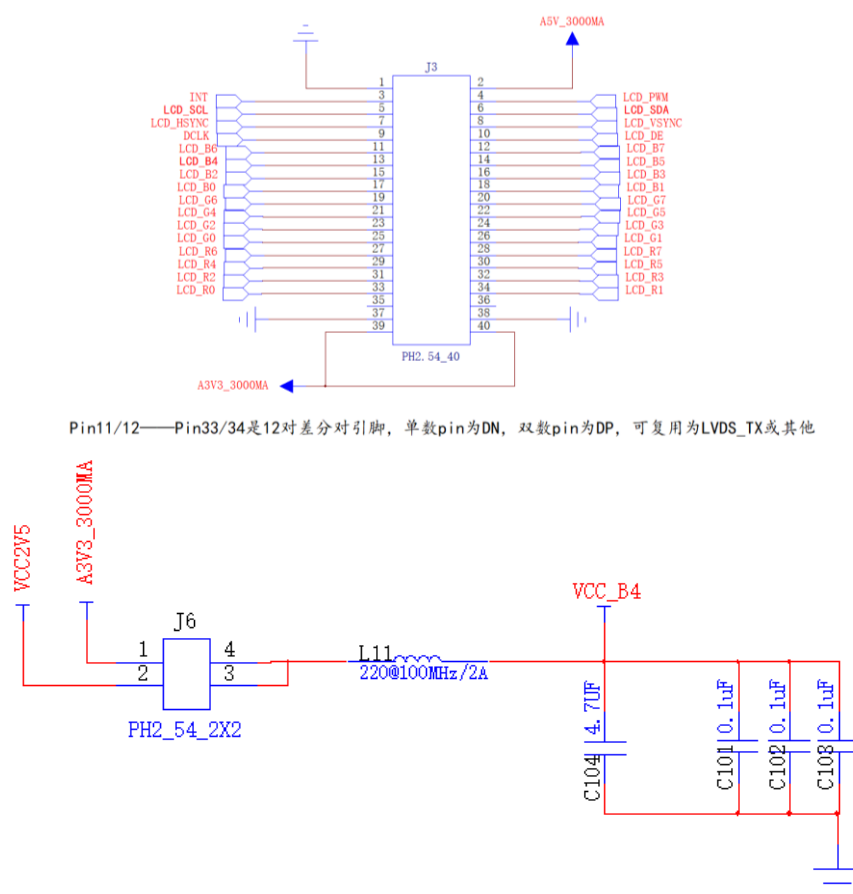 A5V_3000MA
J3
1 2
INT 3 4 LCD_PWM
LCD_SCL 5 6 LCD_SDA
LCD_HSYNC 7 8 LCD_VSYNC
DCLK 9 10 LCD_DE
LCD_B6 11 12 LCD_B7
LCD_B4 13 14 LCD_B5
LCD_B2 15 16 LCD_B3
LCD_B0 17 18 LCD_B1
LCD_G6 19 20 LCD_G7
LCD_G4 21 22 LCD_G5
LCD_G2 23 24 LCD_G3
LCD_G0 25 26 LCD_G1
LCD_R6 27 28 LCD_R7
LCD_R4 29 30 LCD_R5
LCD_R2 31 32 LCD_R3
LCD_R0 33 34 LCD_R1
35 36
37 38
39 40
PH2.54_40
A3V3_3000MA
Pin11/12——Pin33/34是12对差分对引脚，单数pin为DN，双数pin为DP，可复用为LVDS_TX或其他
VCC2V5
A3V3_3000MA
J6
1 4
2 3
PH2_54_2X2
L11
220@100MHz/2A
VCC_B4
C104 4.7UF
C101 0.1uF
C102 0.1uF
C103 0.1uF